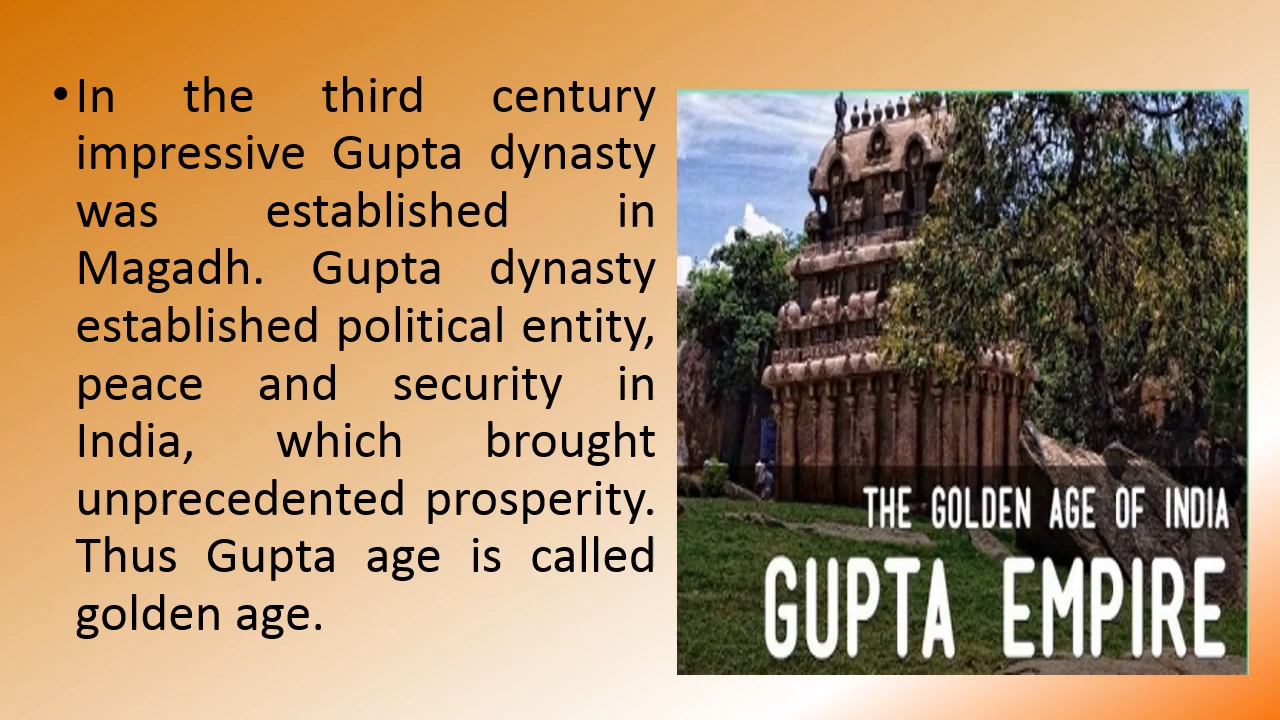 • In the third century
impressive Gupta dynasty
was established in
Magadh. Gupta dynasty
established political entity,
peace and security in
India, which brought
unprecedented prosperity.
Thus Gupta age is called
golden age.
THE GOLDEN AGE OF INDIA
GUPTA EMPIRE